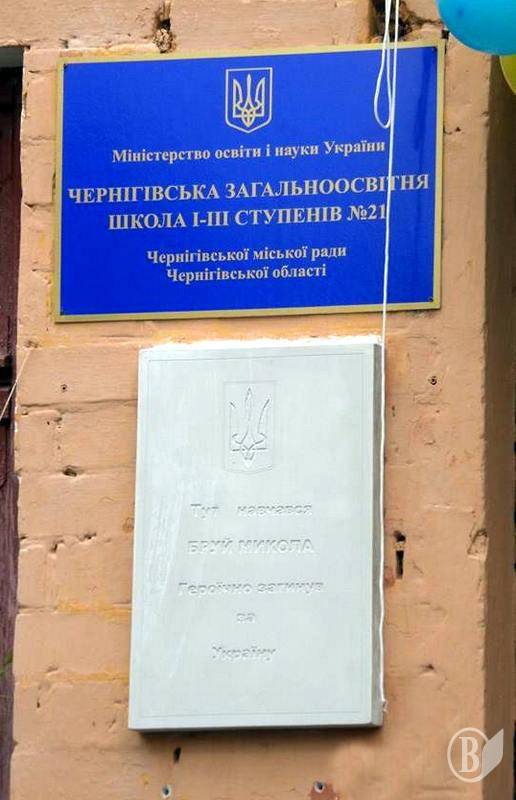 Міністерство освіти і науки України
ЧЕРНІГІВСЬКА ЗАГАЛЬНООСВІТНЯ
ШКОЛА І-ІІІ СТУПЕНІВ №21
Чернігівської міської ради
Чернігівської області
Тут навчався
БРУЙ МИКОЛА
Героїчно загинув
за
Україну
В